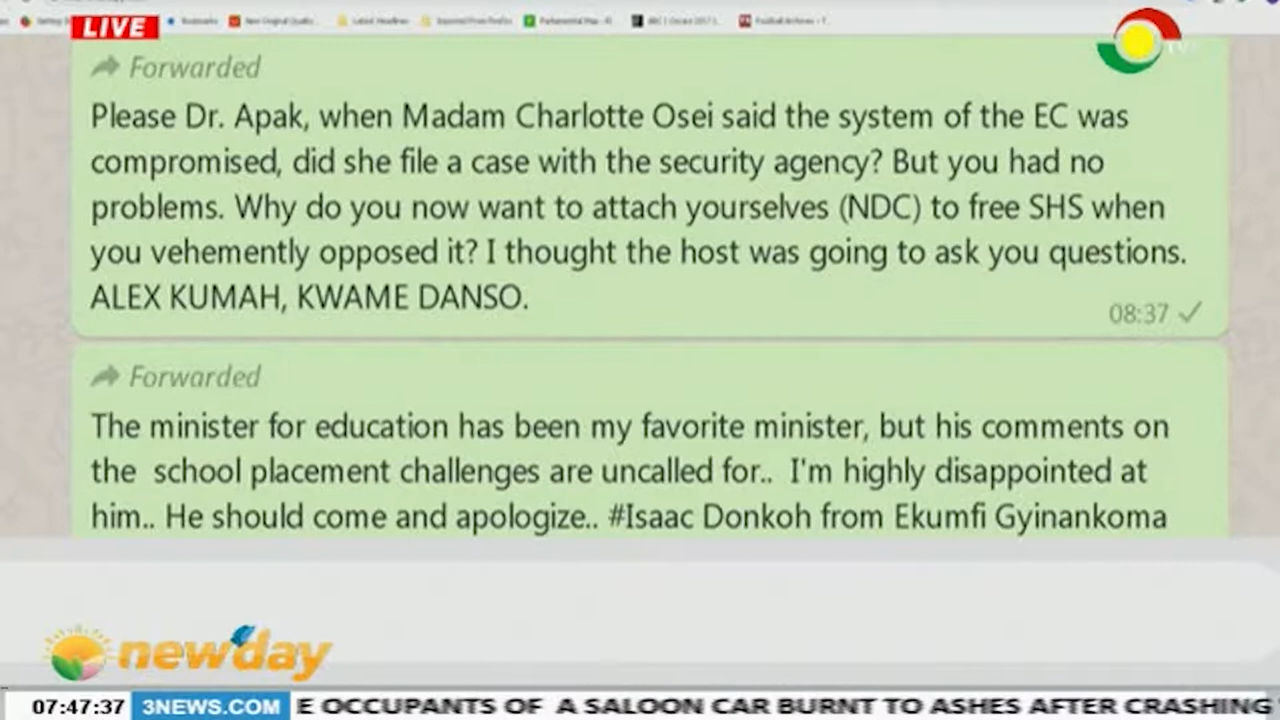 LIVE
TV3
Forwarded
Please Dr. Apak, when Madam Charlotte Osei said the system of the EC was
compromised, did she file a case with the security agency? But you had no
problems. Why do you now want to attach yourselves (NDC) to free SHS when
you vehemently opposed it? I thought the host was going to ask you questions.
ALEX KUMAH, KWAME DANSO.
08:37
Forwarded
The minister for education has been my favorite minister, but his comments on
the school placement challenges are uncalled for.. I'm highly disappointed at
him.. He should come and apologize.. #Isaac Donkoh from Ekumfi Gyinankoma
newday
07:47:37 3NEWS.COM E OCCUPANTS OF A SALOON CAR BURNT TO ASHES AFTER CRASHING